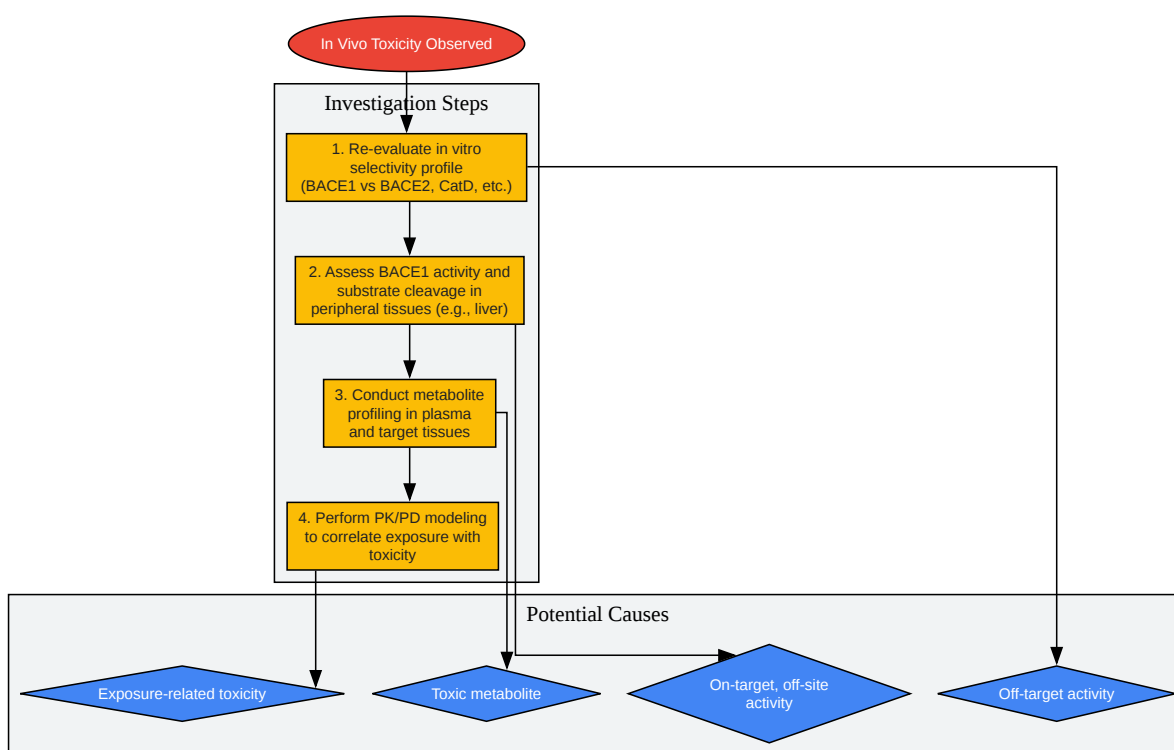 In Vivo Toxicity Observed
Investigation Steps
1. Re-evaluate in vitro
selectivity profile
(BACE1 vs BACE2, CatD, etc.)
2. Assess BACE1 activity and
substrate cleavage in
peripheral tissues (e.g., liver)
3. Conduct metabolite
profiling in plasma
and target tissues
4. Perform PK/PD modeling
to correlate exposure with
toxicity
Potential Causes
Exposure-related toxicity
Toxic metabolite
On-target, off-site
activity
Off-target activity